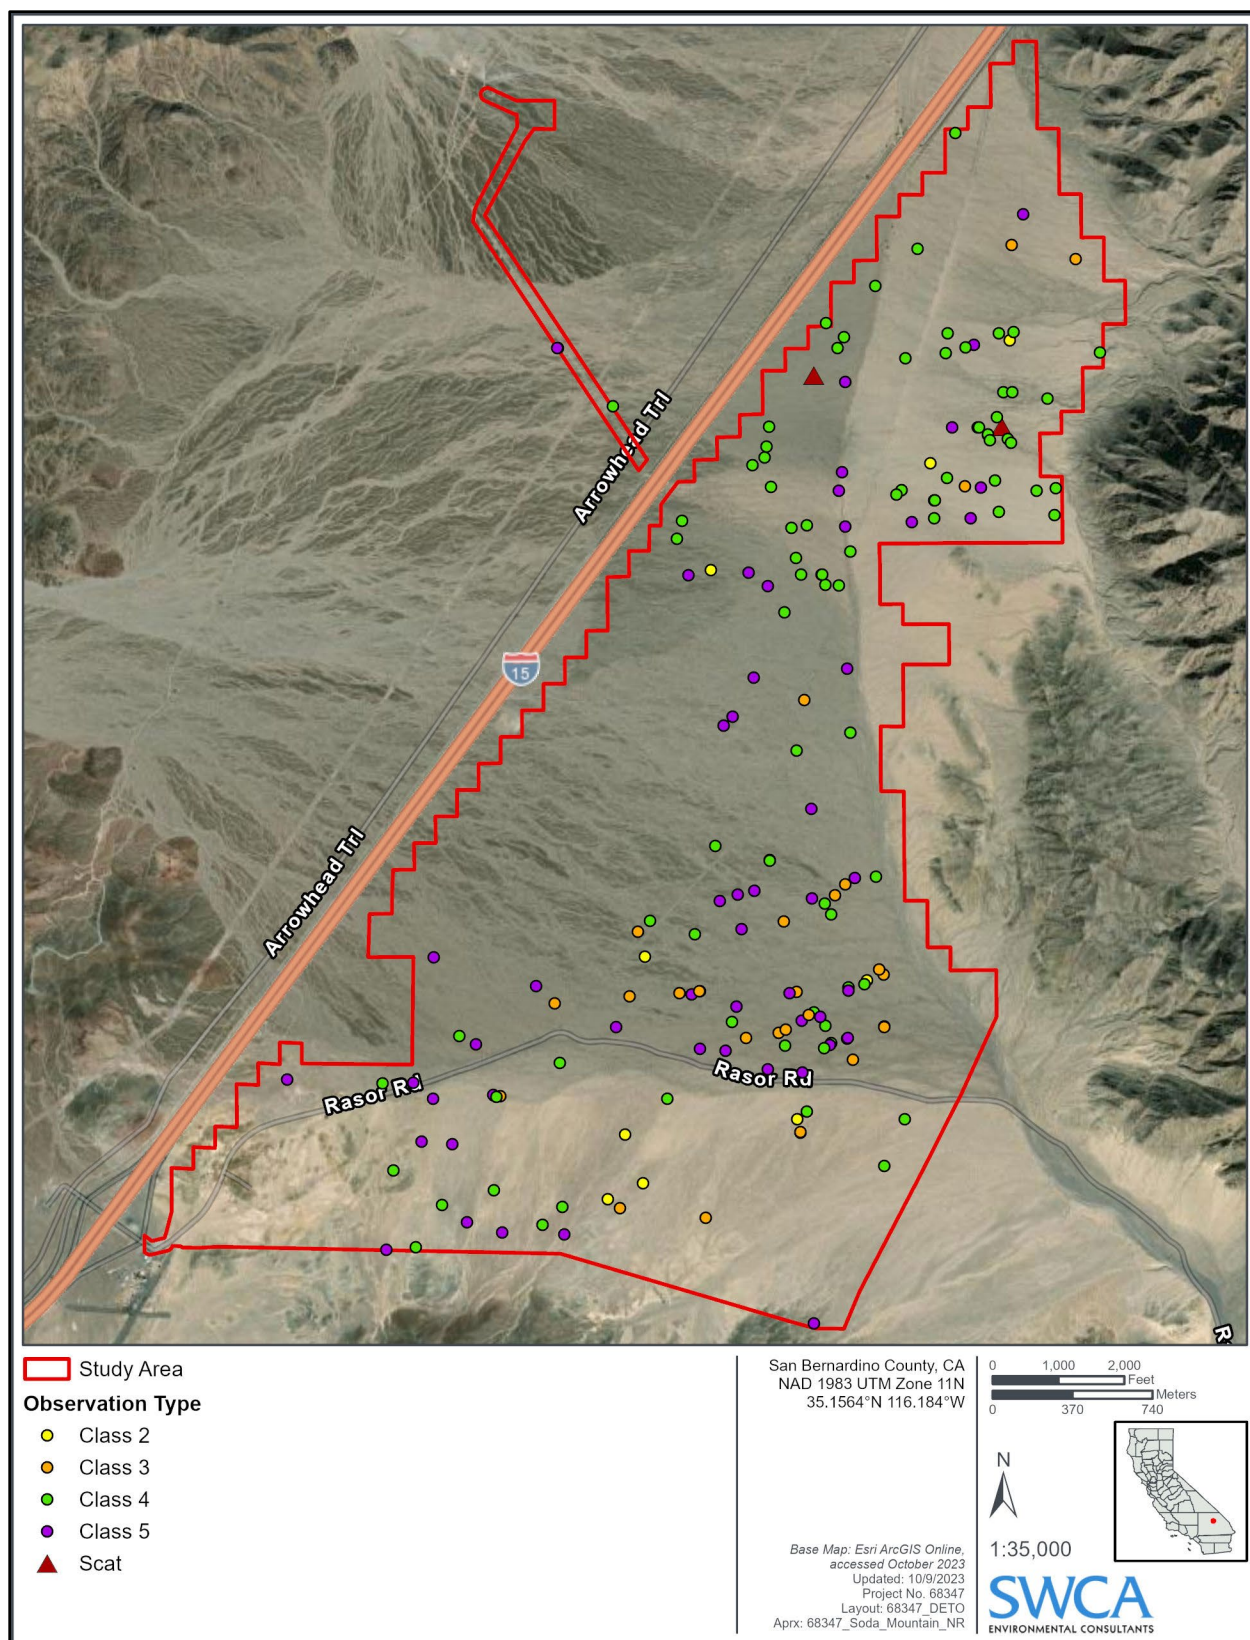 Arrowhead Trl
15
Arrowhead Trl
Rasor Rd
Rasor Rd
R
Study Area
Observation Type
Class 2
Class 3
Class 4
Class 5
Scat
San Bernardino County, CA
NAD 1983 UTM Zone 11N
35.1564°N 116.184°W
Base Map: Esri ArcGIS Online,
accessed October 2023
Updated: 10/9/2023
Project No. 68347
Layout: 68347_DETO
Aprx: 68347_Soda_Mountain_NR
0 1,000 2,000
Feet
Meters
0 370 740
N
1:35,000
SWCA
ENVIRONMENTAL CONSULTANTS